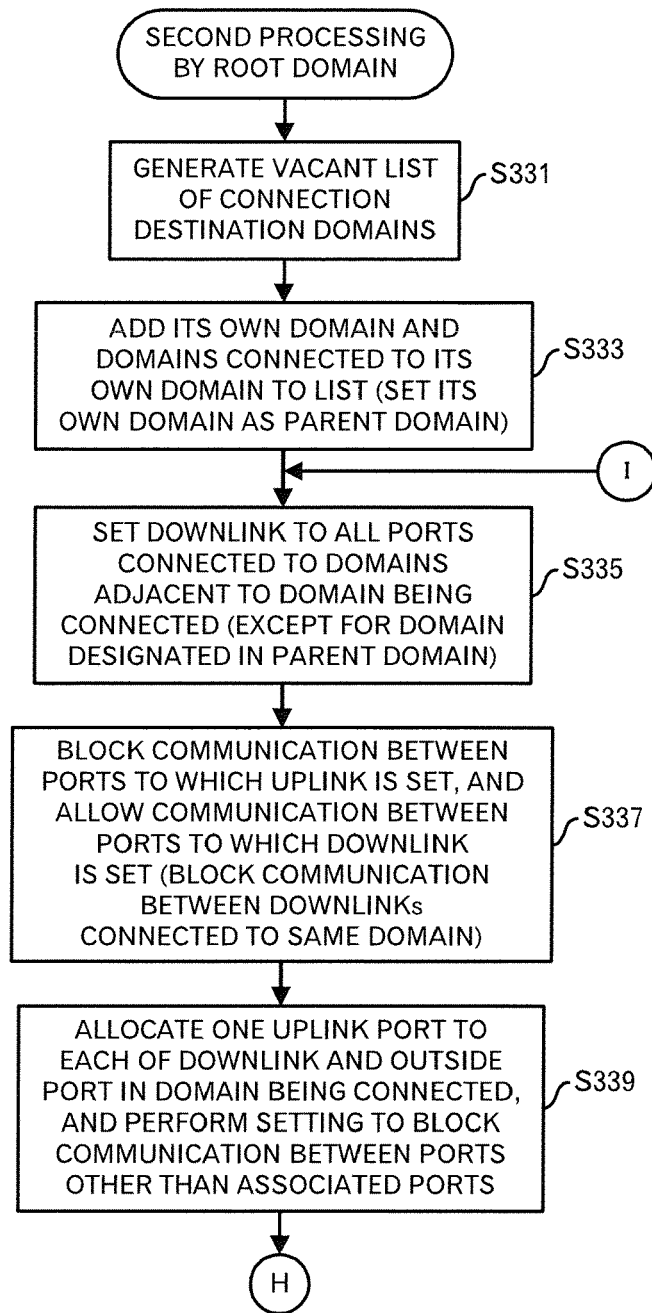 SECOND PROCESSING
BY ROOT DOMAIN
GENERATE VACANT LIST
OF CONNECTION
DESTINATION DOMAINS
S331
ADD ITS OWN DOMAIN AND
DOMAINS CONNECTED TO ITS
OWN DOMAIN TO LIST (SET ITS
OWN DOMAIN AS PARENT DOMAIN)
S333
I
SET DOWNLINK TO ALL PORTS
CONNECTED TO DOMAINS
ADJACENT TO DOMAIN BEING
CONNECTED (EXCEPT FOR DOMAIN
DESIGNATED IN PARENT DOMAIN)
S335
BLOCK COMMUNICATION BETWEEN
PORTS TO WHICH UPLINK IS SET, AND
ALLOW COMMUNICATION BETWEEN
PORTS TO WHICH DOWNLINK
IS SET (BLOCK COMMUNICATION
BETWEEN DOWNLINKs
CONNECTED TO SAME DOMAIN)
S337
ALLOCATE ONE UPLINK PORT TO
EACH OF DOWNLINK AND OUTSIDE
PORT IN DOMAIN BEING CONNECTED,
AND PERFORM SETTING TO BLOCK
COMMUNICATION BETWEEN PORTS
OTHER THAN ASSOCIATED PORTS
S339
H